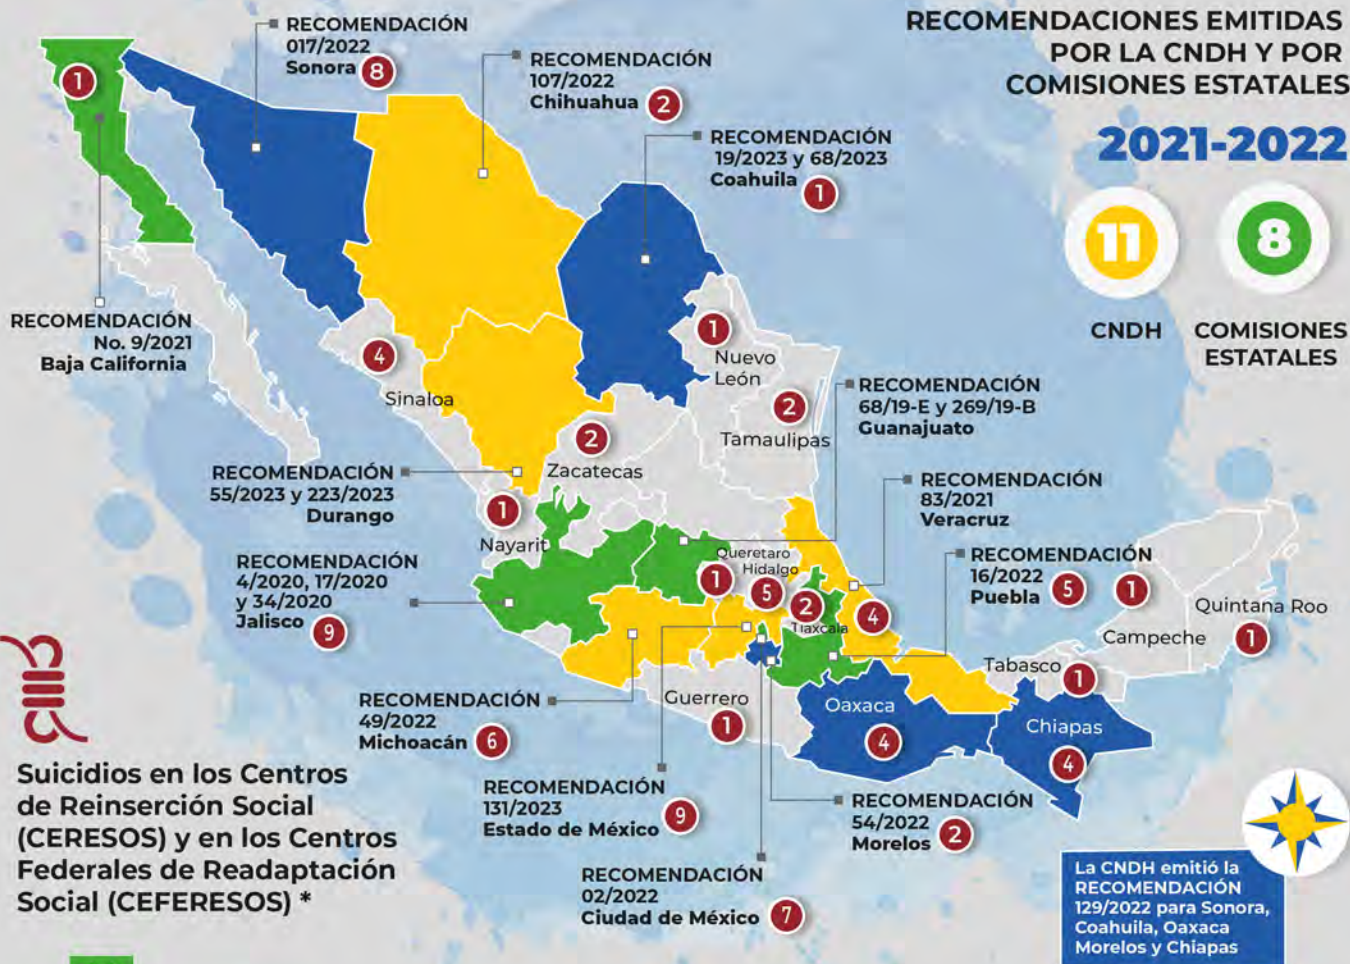 RECOMENDACIONES EMITIDAS
POR LA CNDH Y POR
COMISIONES ESTATALES
2021-2022
11
CNDH
8
COMISIONES
ESTATALES
1
RECOMENDACIÓN
No. 9/2021
Baja California
RECOMENDACIÓN
017/2022
Sonora 8
RECOMENDACIÓN
107/2022
Chihuahua 2
RECOMENDACIÓN
19/2023 y 68/2023
Coahuila 1
1
Nuevo
León
2
Tamaulipas
4
Sinaloa
2
Zacatecas
RECOMENDACIÓN
68/19-E y 269/19-B
Guanajuato
RECOMENDACIÓN
55/2023 y 223/2023
Durango
1
Nayarit
RECOMENDACIÓN
83/2021
Veracruz
4
RECOMENDACIÓN
16/2022
Puebla 5
RECOMENDACIÓN
4/2020, 17/2020
y 34/2020
Jalisco 9
Queretaro
1
Hidalgo
5
2
Tlaxcala
1
Campeche
Quintana Roo
1
Tabasco
1
Guerrero
1
Oaxaca
4
Chiapas
4
RECOMENDACIÓN
49/2022
Michoacán 6
RECOMENDACIÓN
131/2023
Estado de México 9
RECOMENDACIÓN
54/2022
Morelos 2
RECOMENDACIÓN
02/2022
Ciudad de México 7
Suicidios en los Centros
de Reinserción Social
(CERESOS) y en los Centros
Federales de Readaptación
Social (CEFERESOS) *
La CNDH emitió la
RECOMENDACIÓN
129/2022 para Sonora,
Coahuila, Oaxaca
Morelos y Chiapas